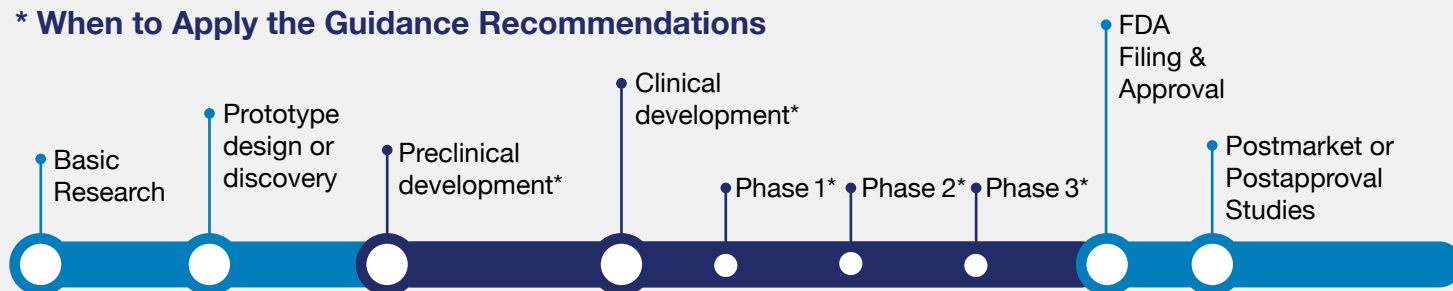 * When to Apply the Guidance Recommendations
Basic
Research
Prototype
design or
discovery
Preclinical
development*
Clinical
development*
Phase 1*
Phase 2*
Phase 3*
FDA
Filing &
Approval
Postmarket or
Postapproval
Studies